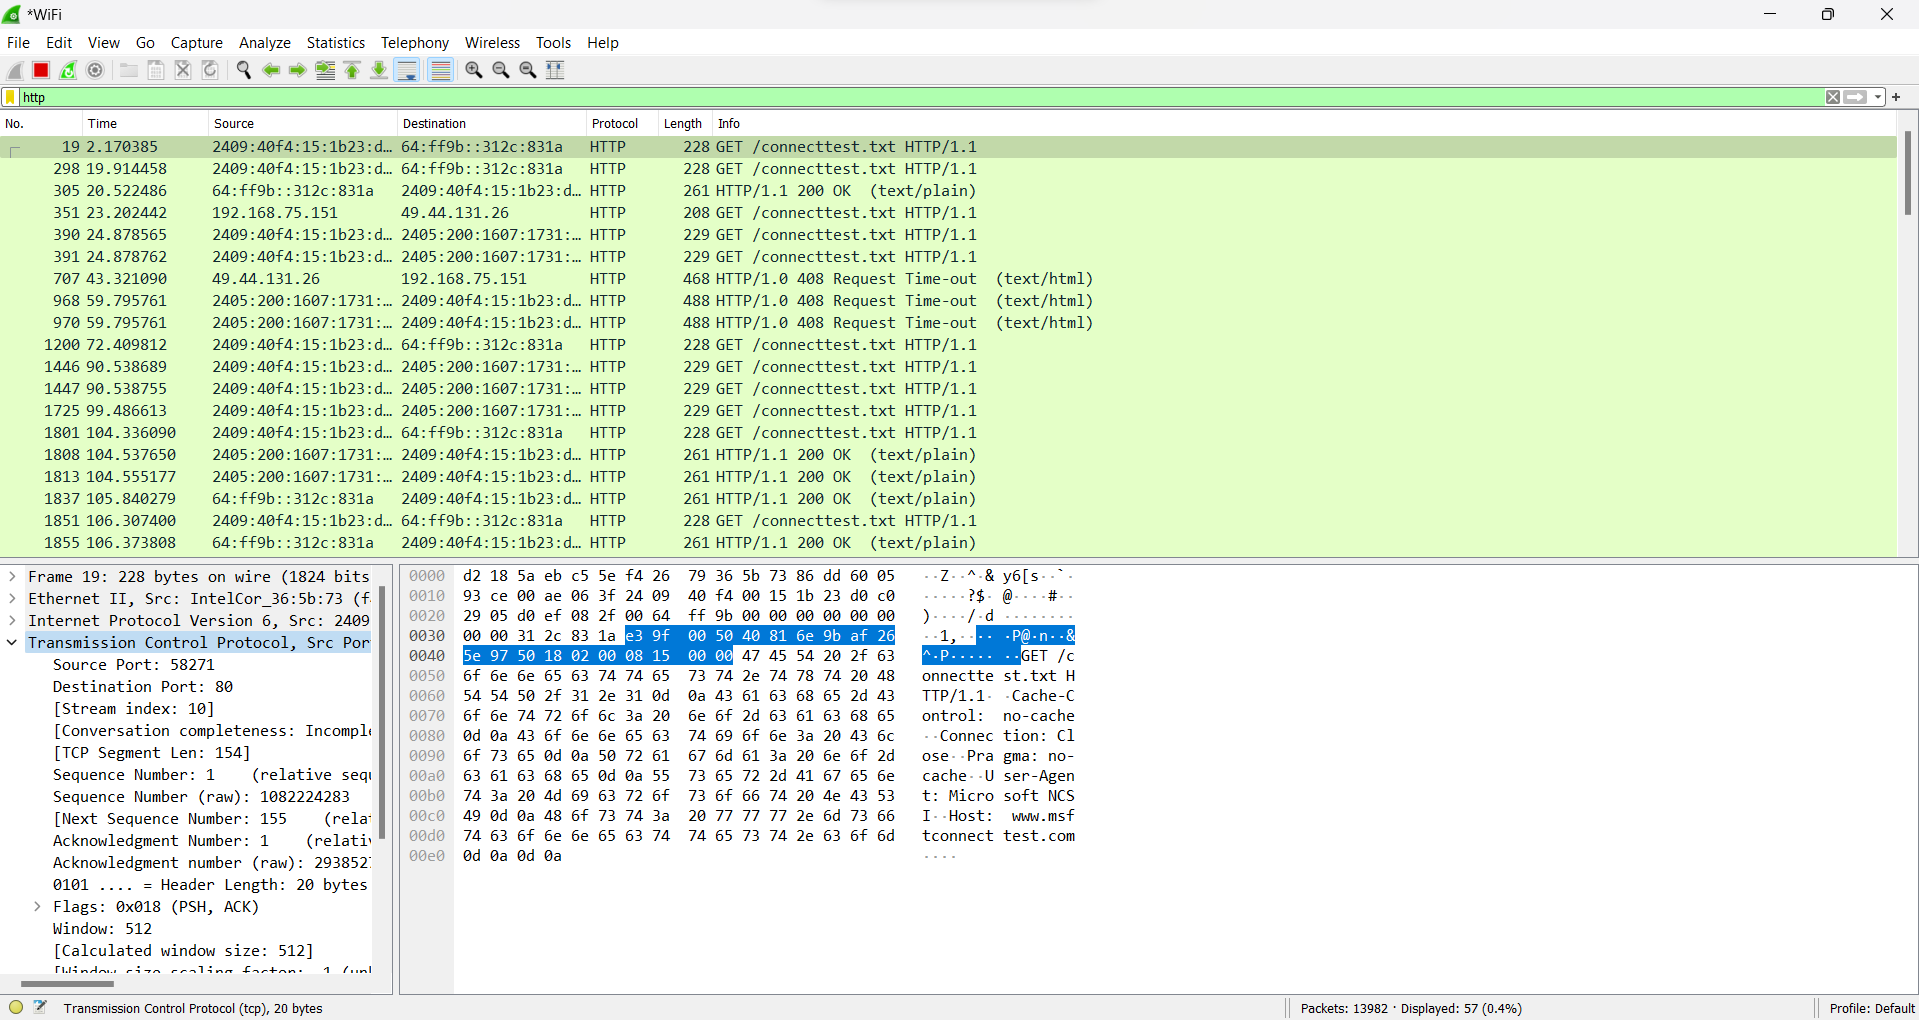 *WiFi
File Edit View Go Capture Analyze Statistics Telephony Wireless Tools Help
http
No. Time Source Destination Protocol Length Info
19 2.170385 2409:40f4:15:1b23:d… 64:ff9b::312c:831a HTTP 228 GET /connecttest.txt HTTP/1.1
298 19.914458 2409:40f4:15:1b23:d… 64:ff9b::312c:831a HTTP 228 GET /connecttest.txt HTTP/1.1
305 20.522486 64:ff9b::312c:831a 2409:40f4:15:1b23:d… HTTP 261 HTTP/1.1 200 OK (text/plain)
351 23.202442 192.168.75.151 49.44.131.26 HTTP 208 GET /connecttest.txt HTTP/1.1
390 24.878565 2409:40f4:15:1b23:d… 2405:200:1607:1731:… HTTP 229 GET /connecttest.txt HTTP/1.1
391 24.878762 2409:40f4:15:1b23:d… 2405:200:1607:1731:… HTTP 229 GET /connecttest.txt HTTP/1.1
707 43.321090 49.44.131.26 192.168.75.151 HTTP 468 HTTP/1.0 408 Request Time-out (text/html)
968 59.795761 2405:200:1607:1731:… 2409:40f4:15:1b23:d… HTTP 488 HTTP/1.0 408 Request Time-out (text/html)
970 59.795761 2405:200:1607:1731:… 2409:40f4:15:1b23:d… HTTP 488 HTTP/1.0 408 Request Time-out (text/html)
1200 72.409812 2409:40f4:15:1b23:d… 64:ff9b::312c:831a HTTP 228 GET /connecttest.txt HTTP/1.1
1446 90.538689 2409:40f4:15:1b23:d… 2405:200:1607:1731:… HTTP 229 GET /connecttest.txt HTTP/1.1
1447 90.538755 2409:40f4:15:1b23:d… 2405:200:1607:1731:… HTTP 229 GET /connecttest.txt HTTP/1.1
1725 99.486613 2409:40f4:15:1b23:d… 2405:200:1607:1731:… HTTP 229 GET /connecttest.txt HTTP/1.1
1801 104.336090 2409:40f4:15:1b23:d… 64:ff9b::312c:831a HTTP 228 GET /connecttest.txt HTTP/1.1
1808 104.537650 2405:200:1607:1731:… 2409:40f4:15:1b23:d… HTTP 261 HTTP/1.1 200 OK (text/plain)
1813 104.555177 2405:200:1607:1731:… 2409:40f4:15:1b23:d… HTTP 261 HTTP/1.1 200 OK (text/plain)
1837 105.840279 64:ff9b::312c:831a 2409:40f4:15:1b23:d… HTTP 261 HTTP/1.1 200 OK (text/plain)
1851 106.307400 2409:40f4:15:1b23:d… 64:ff9b::312c:831a HTTP 228 GET /connecttest.txt HTTP/1.1
1855 106.373808 64:ff9b::312c:831a 2409:40f4:15:1b23:d… HTTP 261 HTTP/1.1 200 OK (text/plain)
Frame 19: 228 bytes on wire (1824 bits
Ethernet II, Src: IntelCor_36:5b:73 (f
Internet Protocol Version 6, Src: 2409
Transmission Control Protocol, Src Por
Source Port: 58271
Destination Port: 80
[Stream index: 10]
[Conversation completeness: Incomple
[TCP Segment Len: 154]
Sequence Number: 1 (relative sequ
Sequence Number (raw): 1082224283
[Next Sequence Number: 155 (relat
Acknowledgment Number: 1 (relativ
Acknowledgment number (raw): 2938527
0101 .... = Header Length: 20 bytes
Flags: 0x018 (PSH, ACK)
Window: 512
[Calculated window size: 512]
[Window size scaling factor: -1 (unk
0000 d2 18 5a eb c5 5e f4 26 79 36 5b 73 86 dd 60 05 ··Z··^·& y6[s··`·
0010 93 ce 00 ae 06 3f 24 09 40 f4 00 15 1b 23 d0 c0 ·····?$· @····#··
0020 29 05 d0 ef 08 2f 00 64 ff 9b 00 00 00 00 00 00 )····/·d ········
0030 00 00 31 2c 83 1a e3 9f 00 50 40 81 6e 9b af 26 ··1,···· ·P@·n··&
0040 5e 97 50 18 02 00 08 15 00 00 47 45 54 20 2f 63 ^·P····· ··GET /c
0050 6f 6e 6e 65 63 74 74 65 73 74 2e 74 78 74 20 48 onnectte st.txt H
0060 54 54 50 2f 31 2e 31 0d 0a 43 61 63 68 65 2d 43 TTP/1.1· ·Cache-C
0070 6f 6e 74 72 6f 6c 3a 20 6e 6f 2d 63 61 63 68 65 ontrol: no-cache
0080 0d 0a 43 6f 6e 6e 65 63 74 69 6f 6e 3a 20 43 6c ··Connec tion: Cl
0090 6f 73 65 0d 0a 50 72 61 67 6d 61 3a 20 6e 6f 2d ose··Pra gma: no-
00a0 63 61 63 68 65 0d 0a 55 73 65 72 2d 41 67 65 6e cache··U ser-Agen
00b0 74 3a 20 4d 69 63 72 6f 73 6f 66 74 20 4e 43 53 t: Micro soft NCS
00c0 49 0d 0a 48 6f 73 74 3a 20 77 77 77 2e 6d 73 66 I··Host: www.msf
00d0 74 63 6f 6e 6e 65 63 74 74 65 73 74 2e 63 6f 6d tconnect test.com
00e0 0d 0a 0d 0a ····
Transmission Control Protocol (tcp), 20 bytes
Packets: 13982 · Displayed: 57 (0.4%)
Profile: Default